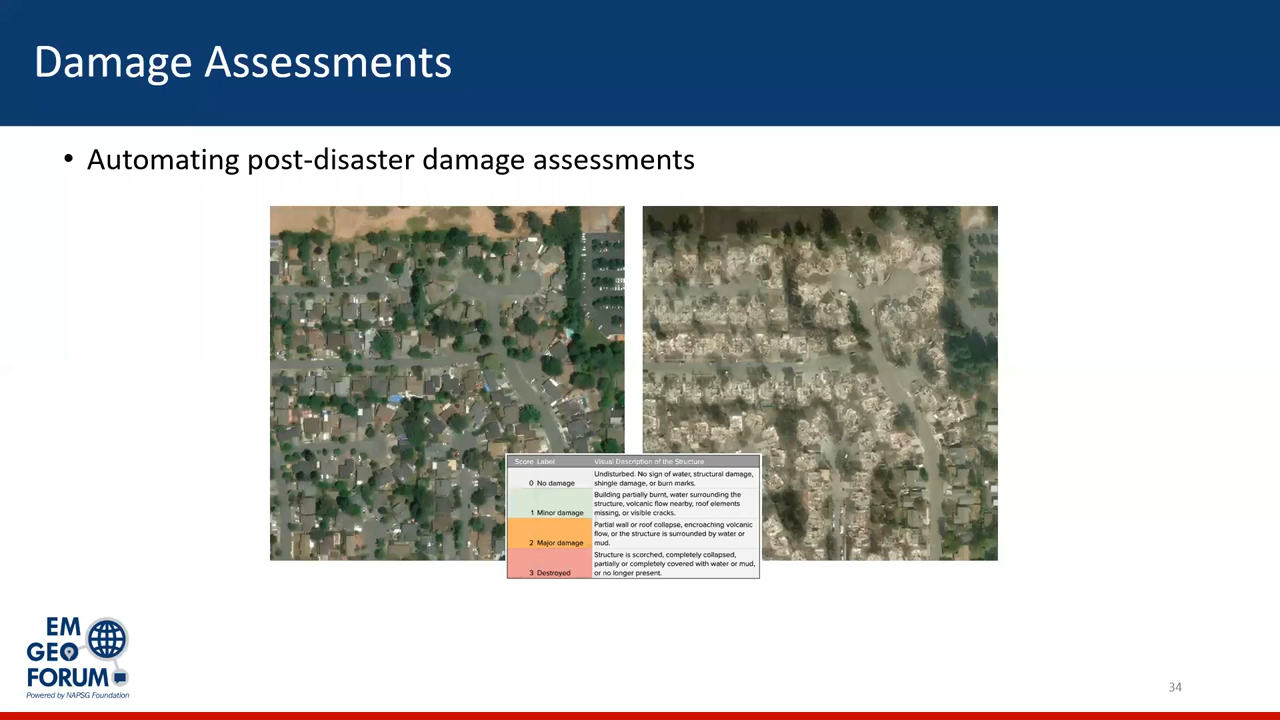 Damage Assessments
• Automating post-disaster damage assessments
Score Label Visual Description of the Structure
Undisturbed. No sign of water, structural damage,
0 No damage shingle damage, or burn marks.
Building partially burnt, water surrounding the
structure, volcanic flow nearby, roof elements
1 Minor damage missing, or visible cracks.
Partial wall or roof collapse, encroaching volcanic
flow, or the structure is surrounded by water or
2 Major damage mud.
Structure is scorched, completely collapsed,
partially or completely covered with water or mud,
3 Destroyed or no longer present.
EM
GEO
FORUM
Powered by NAPSG Foundation
34